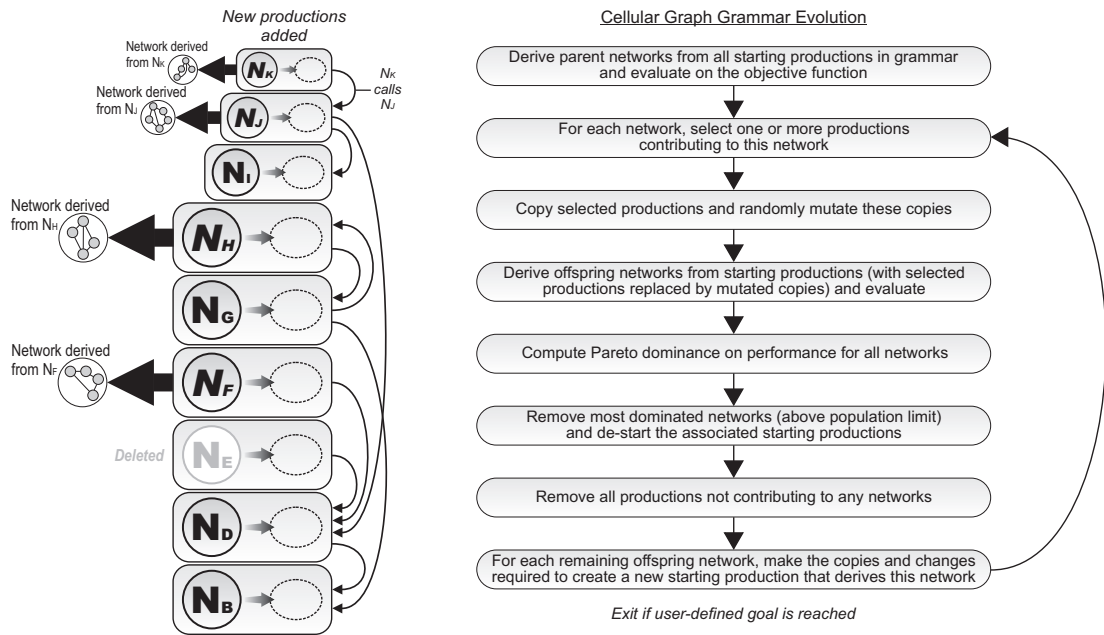 New productions
added
Network derived
from NK
NK
NK
calls
NJ
Network derived
from NJ
NJ
NI
Network derived
from NH
NH
NG
Network derived
from NF
NF
Deleted
NE
ND
NB
Cellular Graph Grammar Evolution
Derive parent networks from all starting productions in grammar
and evaluate on the objective function
For each network, select one or more productions
contributing to this network
Copy selected productions and randomly mutate these copies
Derive offspring networks from starting productions (with selected
productions replaced by mutated copies) and evaluate
Compute Pareto dominance on performance for all networks
Remove most dominated networks (above population limit)
and de-start the associated starting productions
Remove all productions not contributing to any networks
For each remaining offspring network, make the copies and changes
required to create a new starting production that derives this network
Exit if user-defined goal is reached